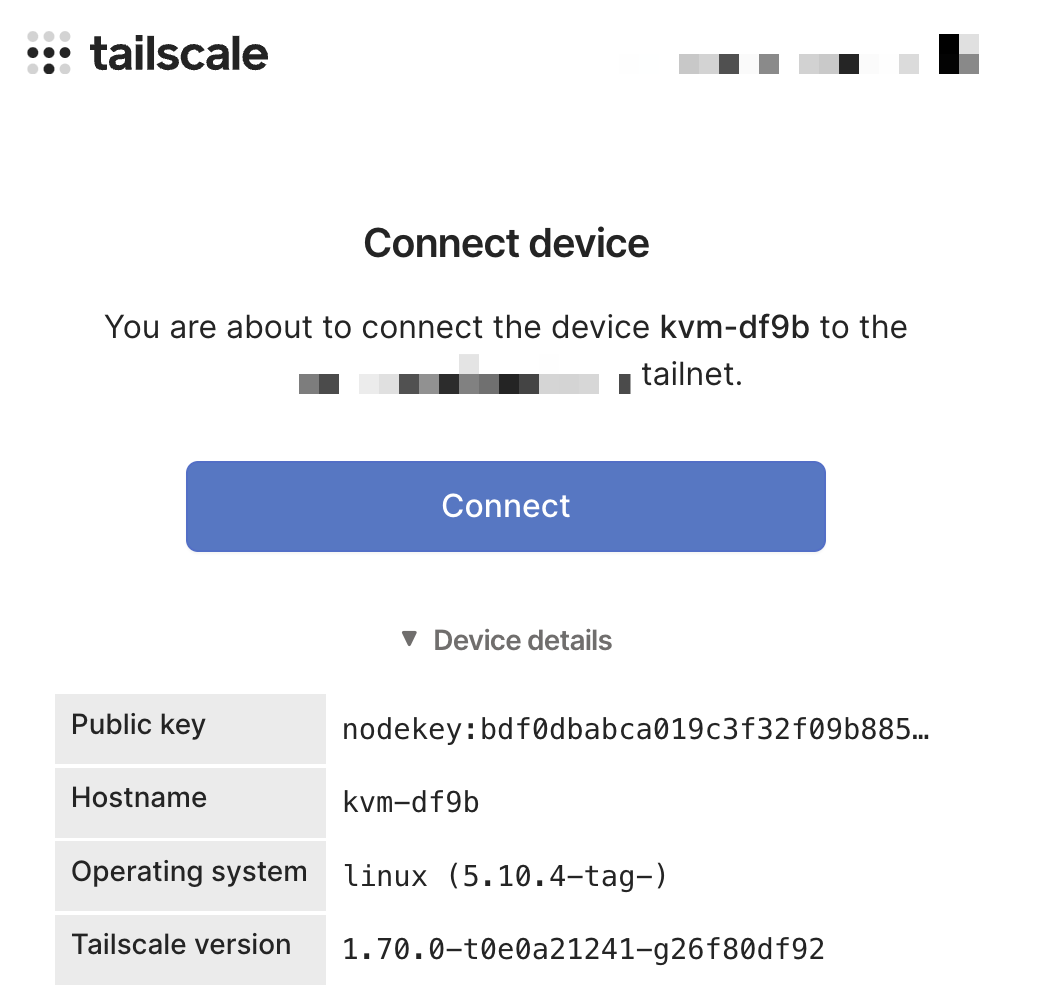 tailscale
Connect device
You are about to connect the device kvm-df9b to the
tailnet.
Connect
▼ Device details
Public key nodekey:bdf0dbabca019c3f32f09b885…
Hostname kvm-df9b
Operating system linux (5.10.4-tag-)
Tailscale version 1.70.0-t0e0a21241-g26f80df92